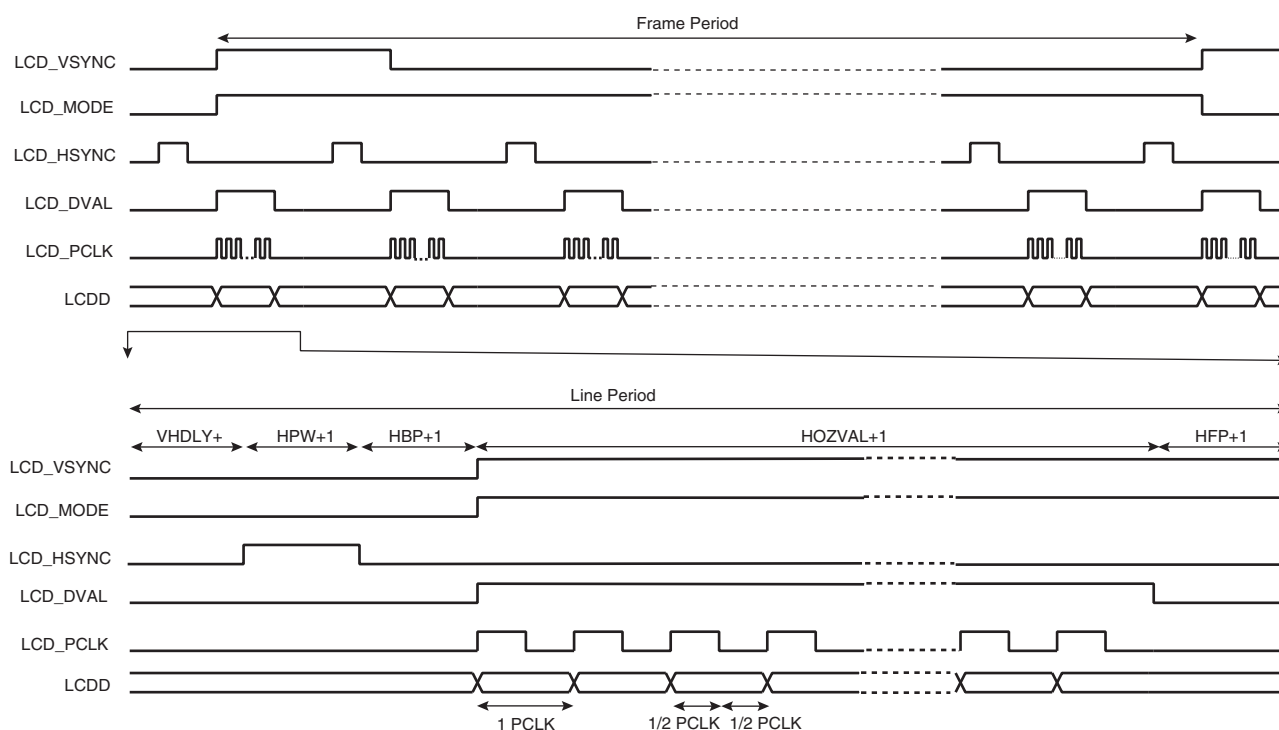 Frame Period
LCD_VSYNC
LCD_MODE
LCD_HSYNC
LCD_DVAL
LCD_PCLK
LCDD
Line Period
VHDLY+ HPW+1 HBP+1 HOZVAL+1 HFP+1
LCD_VSYNC
LCD_MODE
LCD_HSYNC
LCD_DVAL
LCD_PCLK
LCDD
1 PCLK 1/2 PCLK 1/2 PCLK